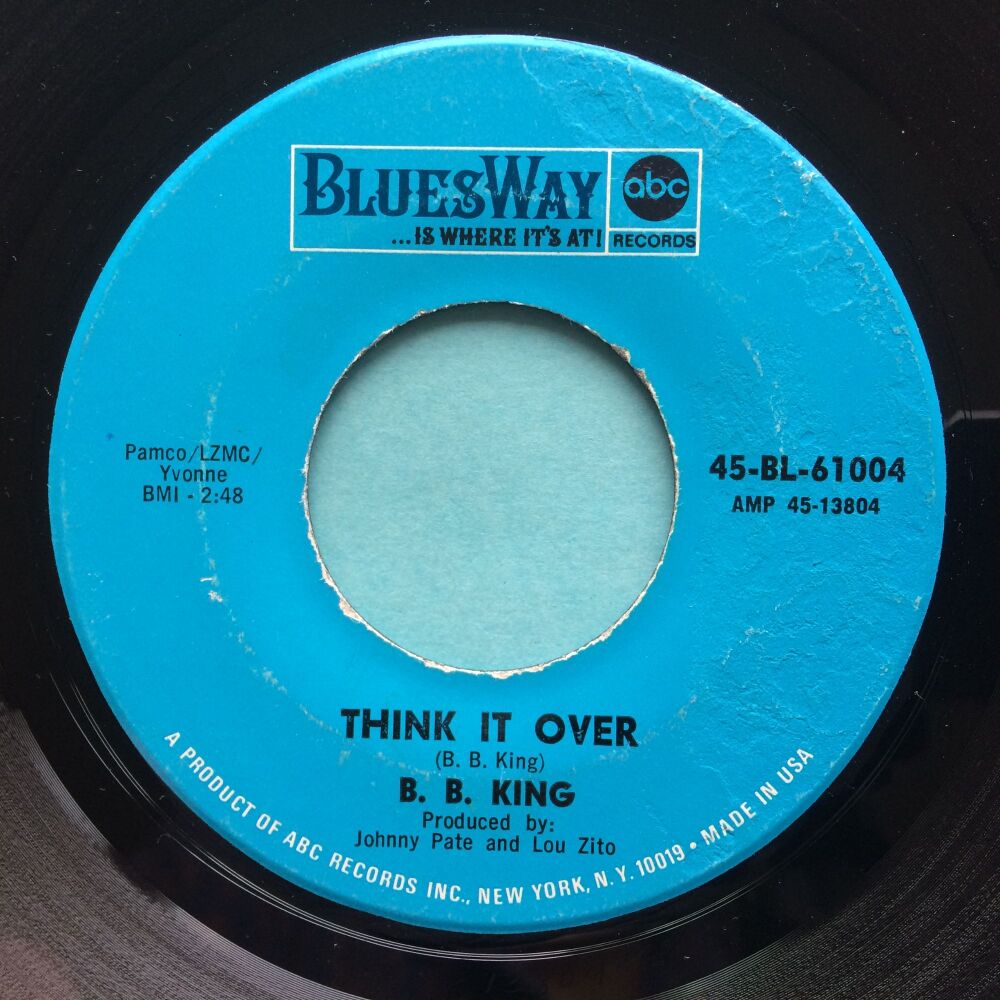 BLUESWAY
...IS WHERE IT'S AT!
abc
RECORDS
Pamco/LZMC/
Yvonne
BMI - 2:48
45-BL-61004
AMP 45-13804
THINK IT OVER
(B. B. King)
B. B. KING
Produced by:
Johnny Pate and Lou Zito
A PRODUCT OF ABC RECORDS INC., NEW YORK, N.Y. 10019 • MADE IN USA